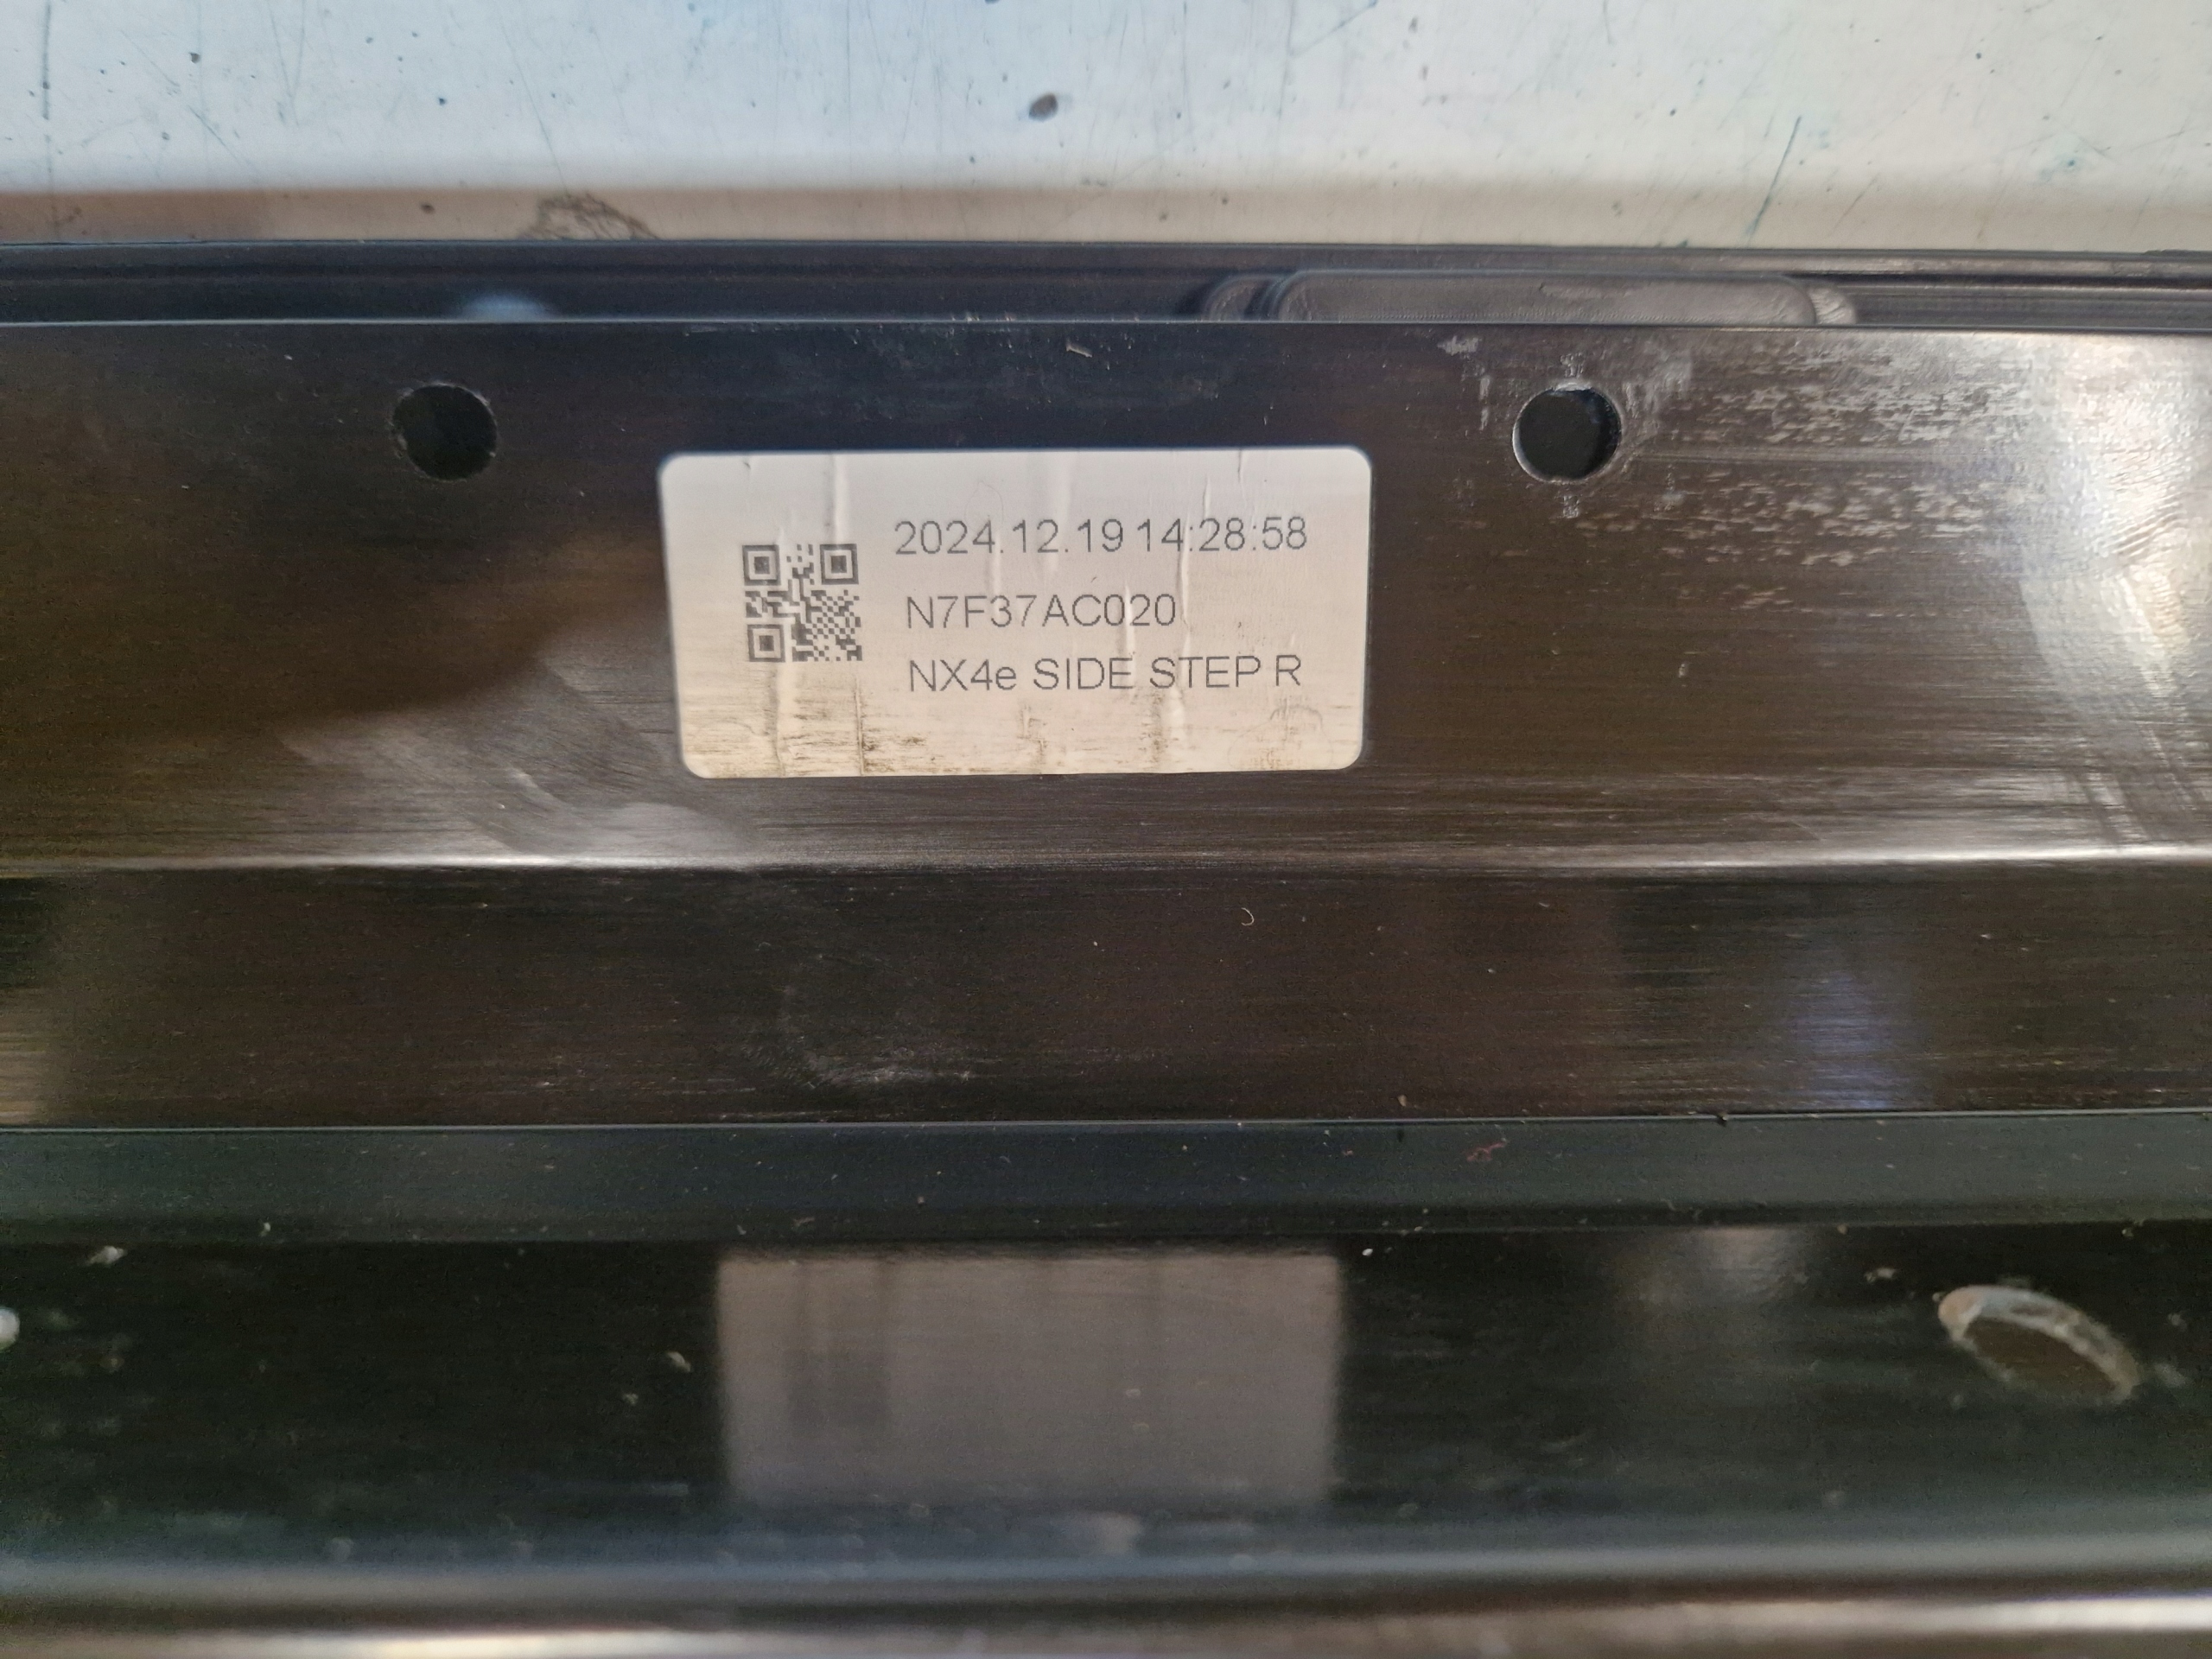 2024.12.19 14:28:58
N7F37AC020
NX4e SIDE STEP R